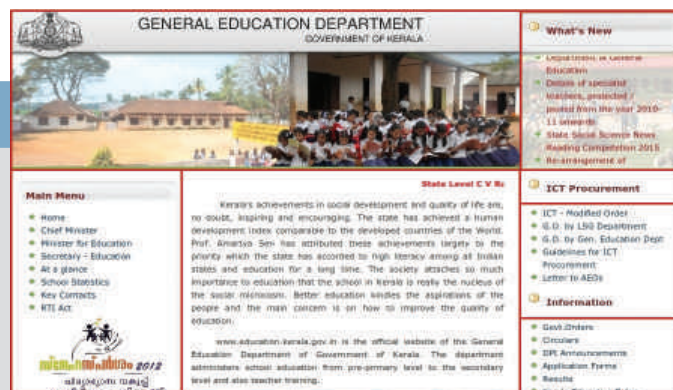 GENERAL EDUCATION DEPARTMENT
GOVERNMENT OF KERALA
What's New
Department of General
Education
Details of specialist
teachers, protected /
posted from the year 2010-
11 onwards
State Social Science News
Reading Competetion 2015
Re-arrangement of
Main Menu
Home
Chief Minister
Minister for Education
Secretary - Education
At a glance
School Statistics
Key Contacts
RTI Act
2012
State Level C V
Kerala's achievements in social development and quality of life are,
no doubt, inspiring and encouraging. The state has achieved a human
development index comparable to the developed countries of the World.
Prof. Amartya Sen has attributed these achievements largely to the
priority which the state has accorded to high literacy among all Indian
states and education for a long time. The society attaches so much
importance to education that the school in Kerala is really the nucleus of
the social microcosm. Better education kindles the aspirations of the
people and the main concern is on how to improve the quality of
education.
www.education.kerala.gov.in is the official website of the General
Education Department of Government of Kerala. The department
administers school education from pre-primary level to the secondary
level and also teacher training.
ICT Procurement
ICT - Modified Order
G.O. by LSG Department
G.O. by Gen. Education Dept
Guidelines for ICT
Procurement
Letter to AEOs
Information
Govt.Orders
Circulars
DPI Announcements
Application Forms
Results